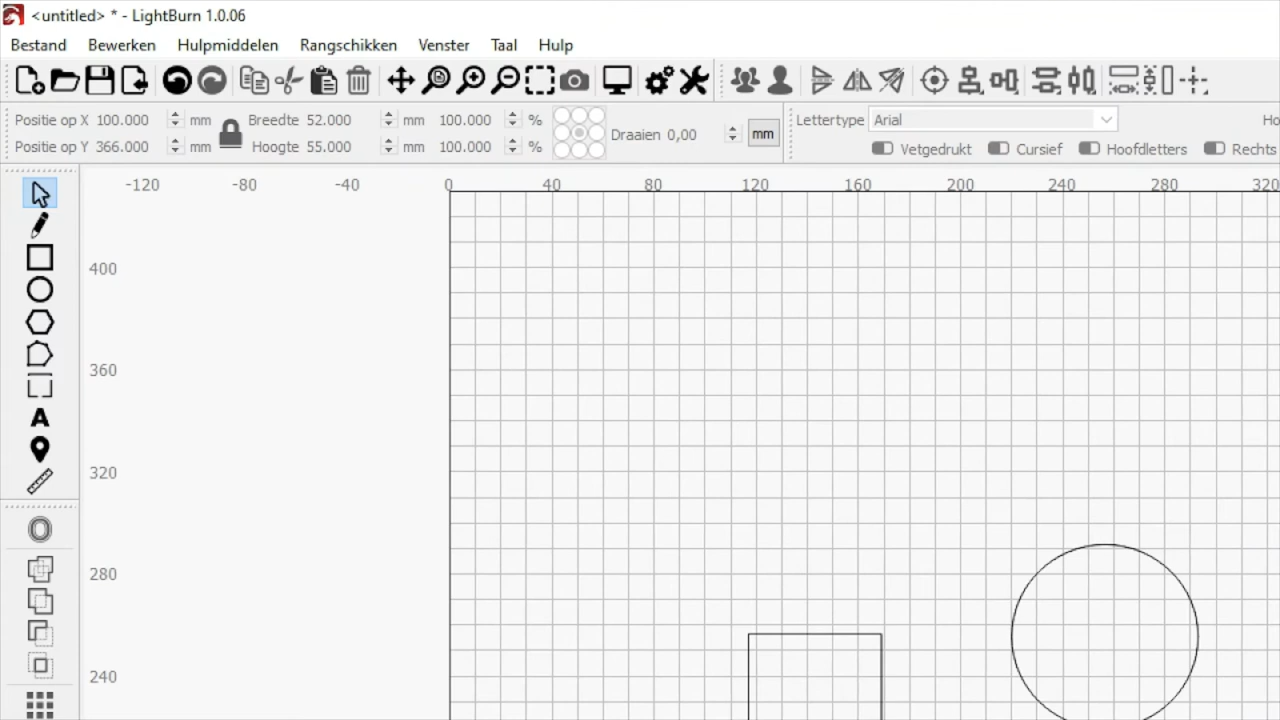 <untitled> * - LightBurn 1.0.06
Bestand Bewerken Hulpmiddelen Rangschikken Venster Taal Hulp
Positie op X 100.000 mm Breedte 52.000 mm 100.000 % Draaien 0,00 mm Lettertype Arial Ho
Positie op Y 366.000 mm Hoogte 55.000 mm 100.000 % Vetgedrukt Cursief Hoofdletters Rechts
-120 -80 -40 0 40 80 120 160 200 240 280 320
400
360
320
280
240